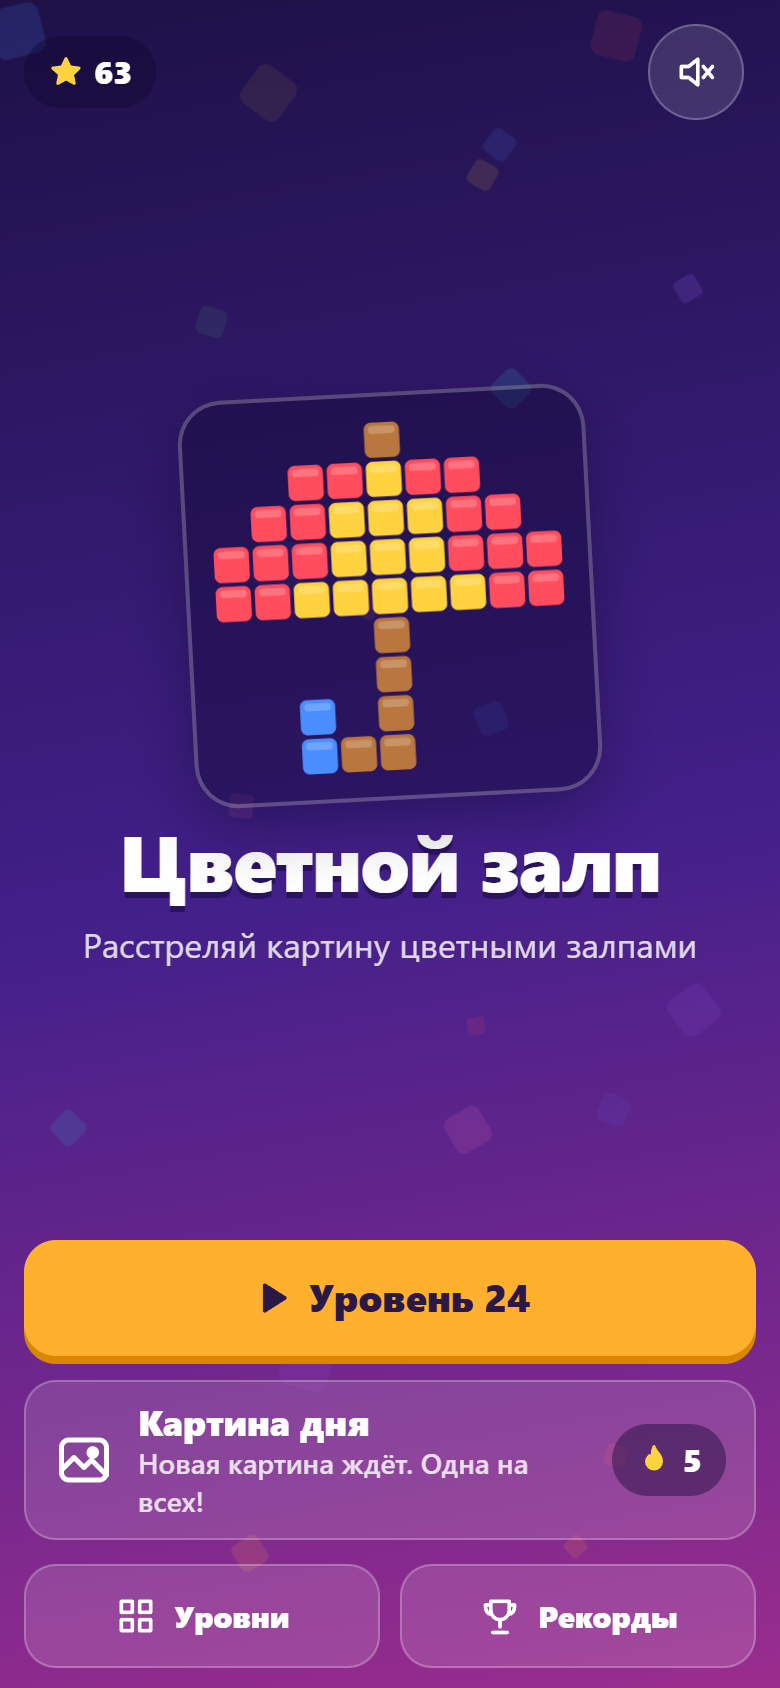 63
Цветной залп
Расстреляй картину цветными залпами
Уровень 24
Картина дня
Новая картина ждёт. Одна на
всех!
5
Уровни
Рекорды